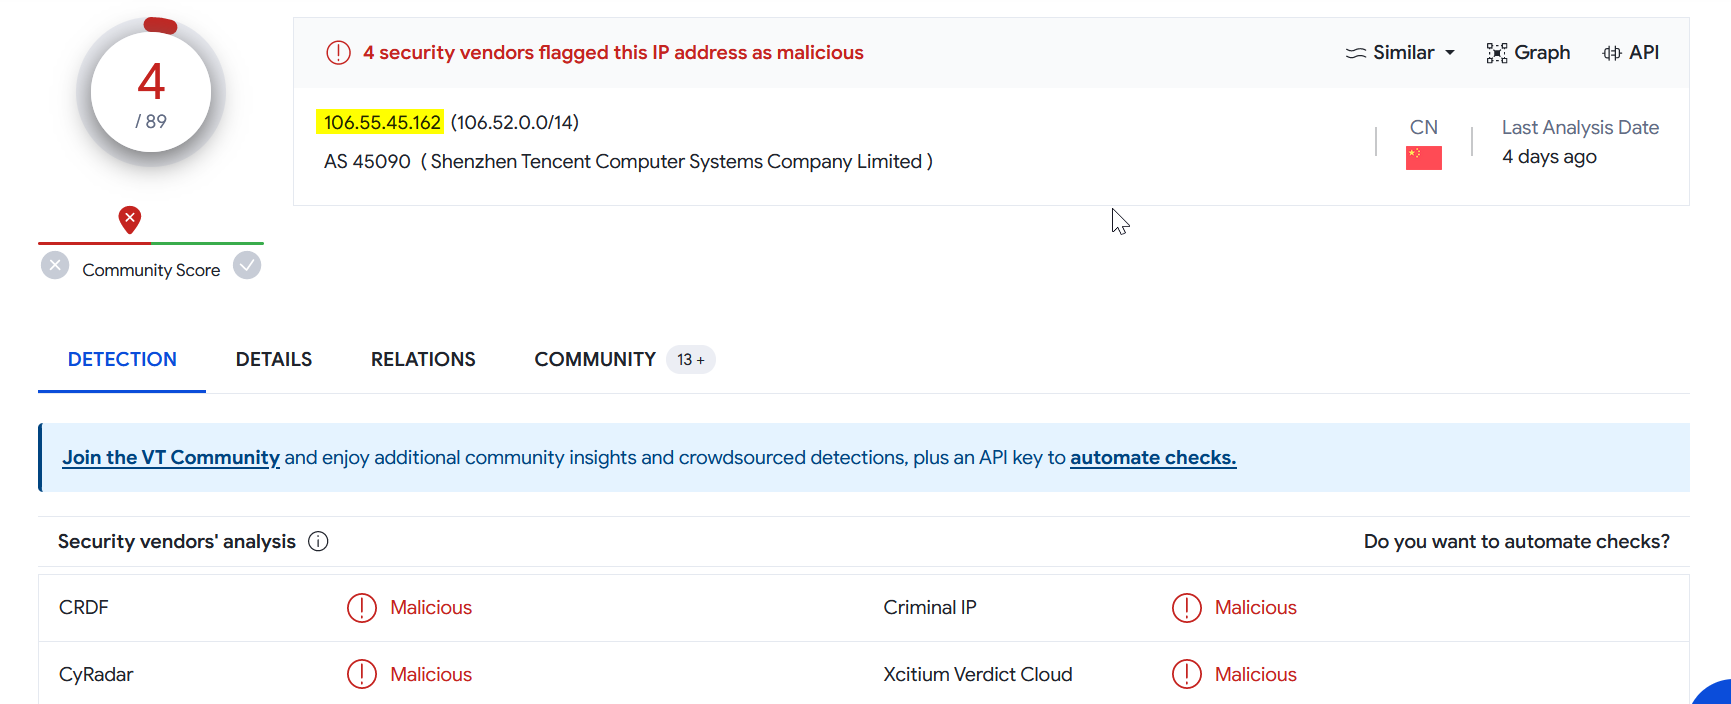 4
/ 89
Community Score
4 security vendors flagged this IP address as malicious
Similar
Graph
API
106.55.45.162 (106.52.0.0/14)
AS 45090 ( Shenzhen Tencent Computer Systems Company Limited )
CN
Last Analysis Date
4 days ago
DETECTION
DETAILS
RELATIONS
COMMUNITY 13 +
Join the VT Community and enjoy additional community insights and crowdsourced detections, plus an API key to automate checks.
Security vendors' analysis
Do you want to automate checks?
CRDF Malicious Criminal IP Malicious
CyRadar Malicious Xcitium Verdict Cloud Malicious